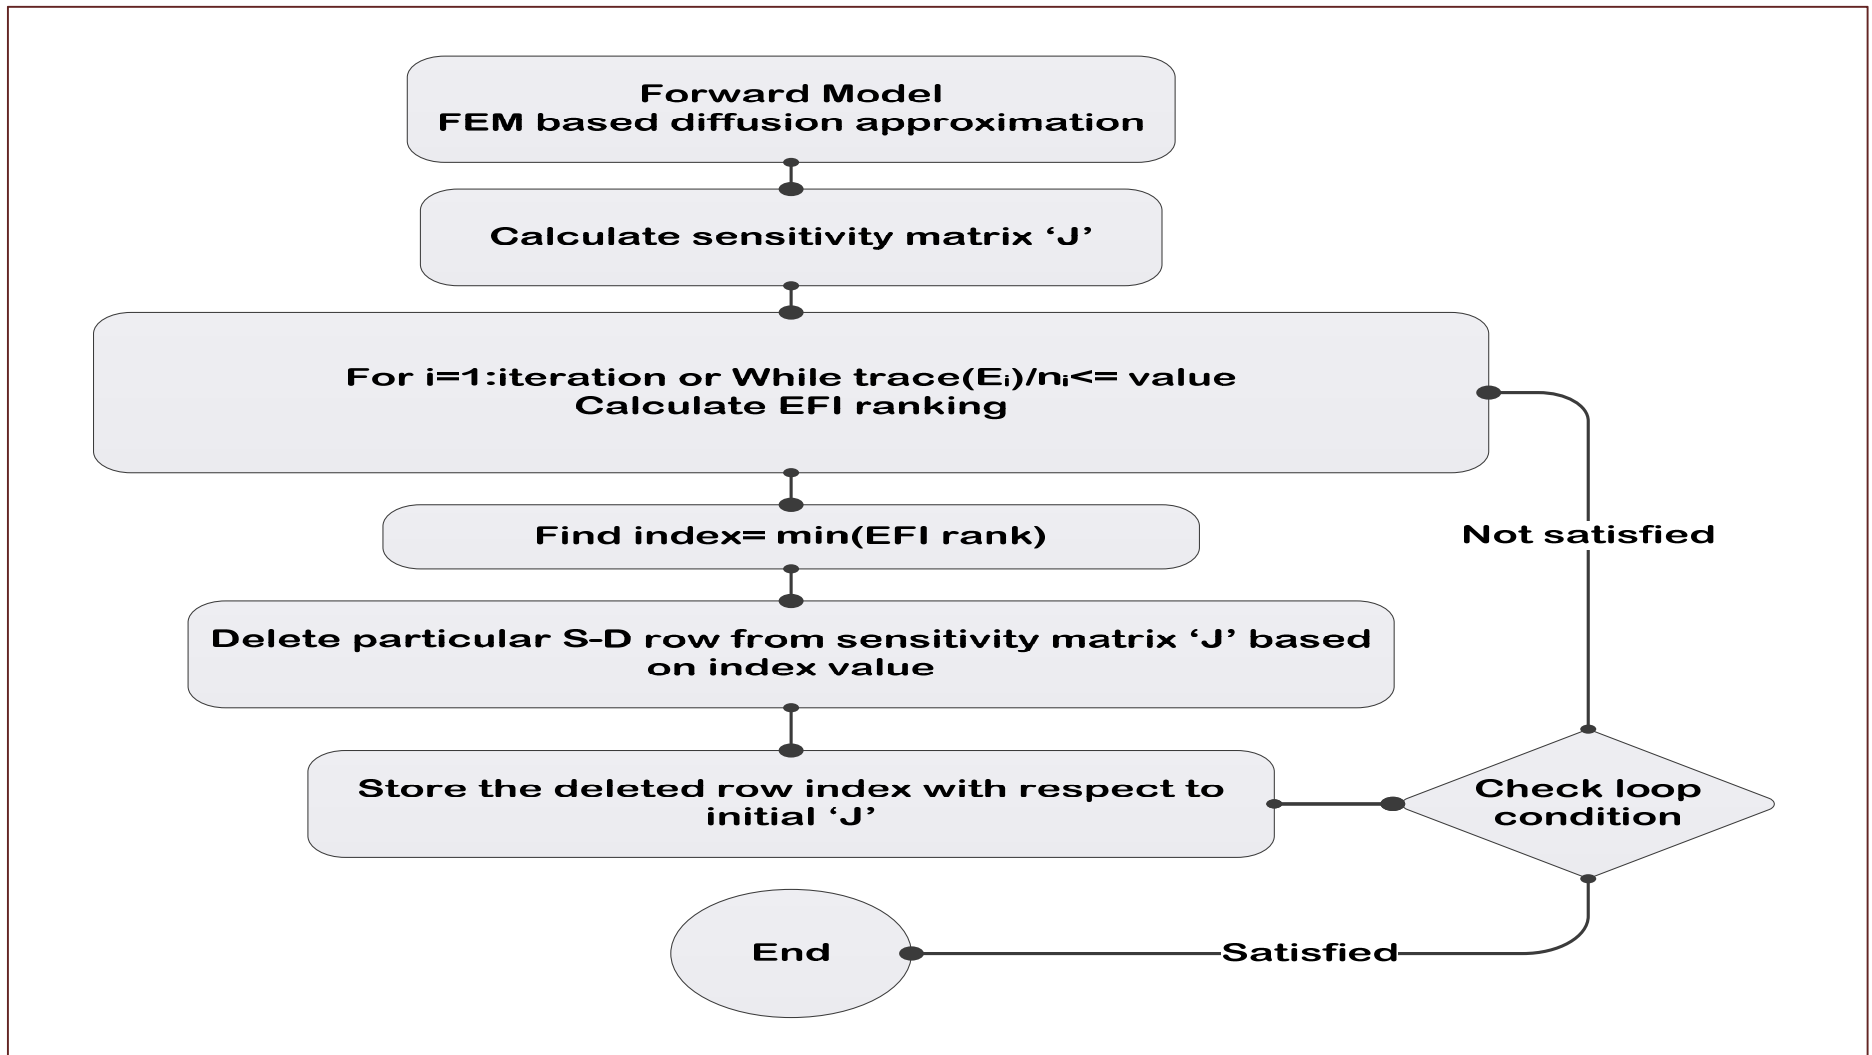 Forward Model
FEM based diffusion approximation
Calculate sensitivity matrix ‘J’
For i=1:iteration or While trace(Eᵢ)/nᵢ<= value
Calculate EFI ranking
Find index= min(EFI rank)
Not satisfied
Delete particular S-D row from sensitivity matrix ‘J’ based
on index value
Store the deleted row index with respect to
initial ‘J’
Check loop
condition
End
Satisfied